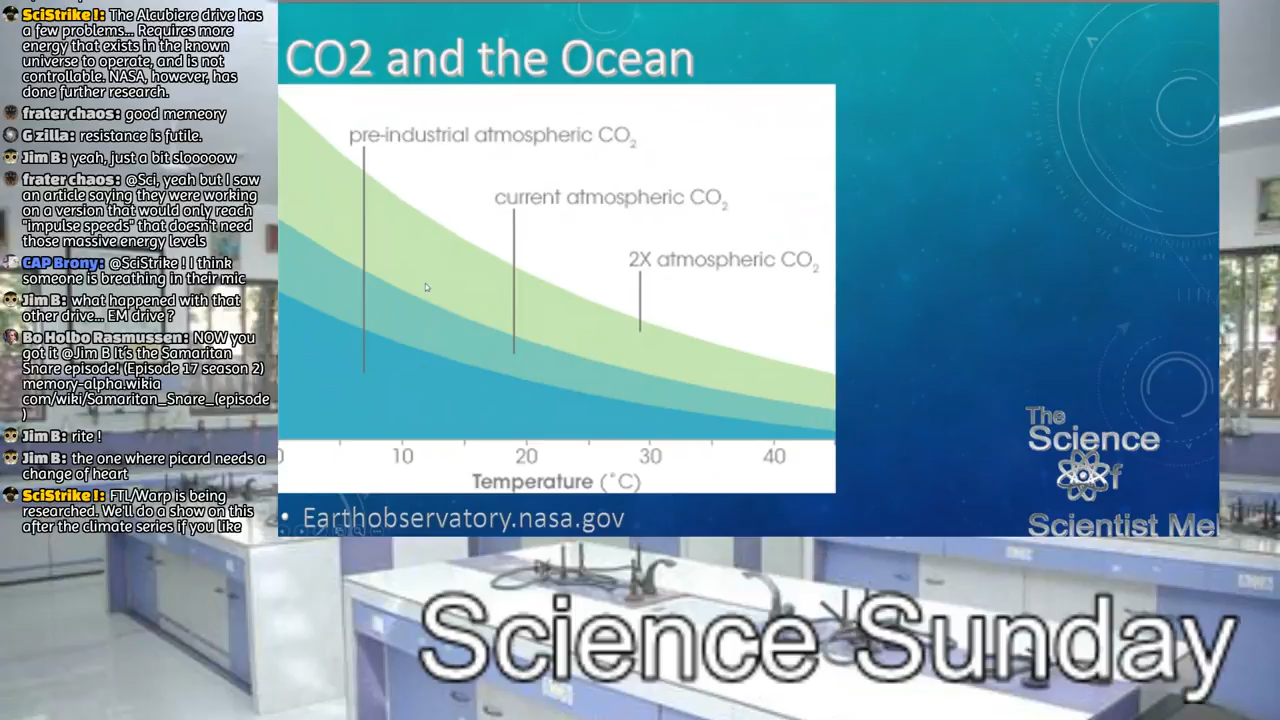 SciStrike !: The Alcubiere drive has
a few problems... Requires more
energy that exists in the known
universe to operate, and is not
controllable. NASA, however, has
done further research.
frater chaos: good memeory
G zilla: resistance is futile.
Jim B: yeah, just a bit slooooow
frater chaos: @Sci, yeah but I saw
an article saying they were working
on a version that would only reach
"impulse speeds" that doesn't need
those massive energy levels
CAP Brony: @SciStrike ! I think
someone is breathing in their mic
Jim B: what happened with that
other drive... EM drive ?
Bo Holbo Rasmussen: NOW you
got it @Jim B It's the Samaritan
Snare episode! (Episode 17 season 2)
memory-alpha.wikia
com/wiki/Samaritan_Snare_(episode
)
Jim B: rite !
Jim B: the one where picard needs a
change of heart
SciStrike !: FTL/Warp is being
researched. We'll do a show on this
after the climate series if you like
CO2 and the Ocean
pre-industrial atmospheric CO2
current atmospheric CO2
2X atmospheric CO2
0 10 20 30 40
Temperature (°C)
• Earthobservatory.nasa.gov
The
Science
Of
Scientist Mel
Science Sunday